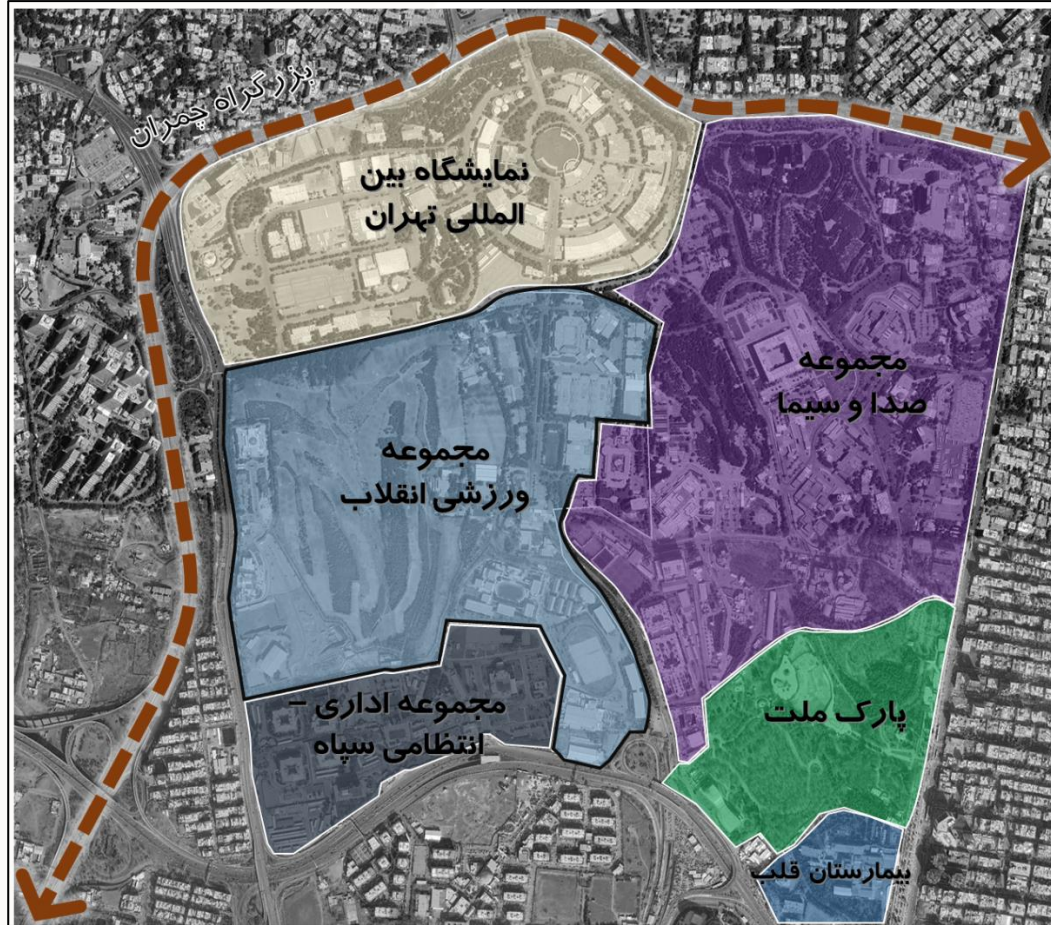 بزرگراه چمران
نمایشگاه بین
المللی تهران
مجموعه
صدا و سیما
مجموعه
ورزشی انقلاب
مجموعه اداری –
انتظامی سپاه
پارک ملت
بیمارستان قلب